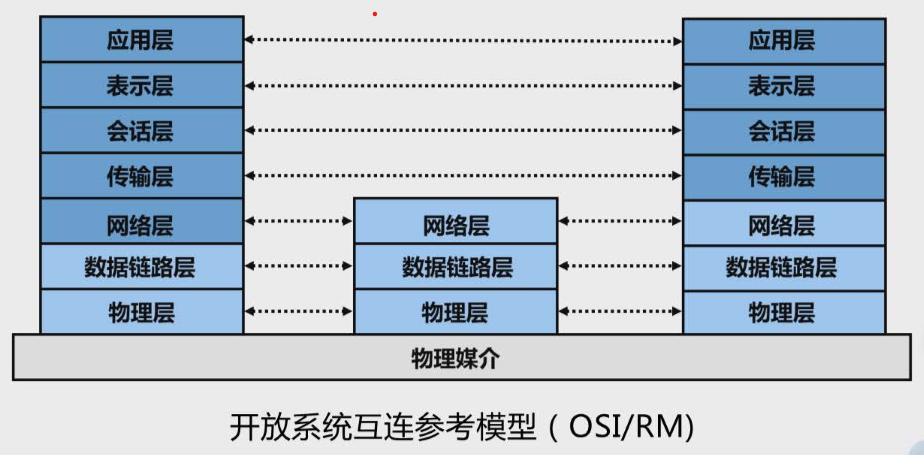 应用层 应用层
表示层 表示层
会话层 会话层
传输层 传输层
网络层 网络层 网络层
数据链路层 数据链路层 数据链路层
物理层 物理层 物理层
物理媒介
开放系统互连参考模型（OSI/RM)